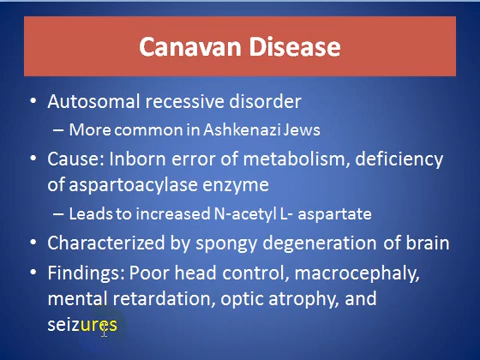 Canavan Disease
• Autosomal recessive disorder
– More common in Ashkenazi Jews
• Cause: Inborn error of metabolism, deficiency
of aspartoacylase enzyme
– Leads to increased N-acetyl L- aspartate
• Characterized by spongy degeneration of brain
• Findings: Poor head control, macrocephaly,
mental retardation, optic atrophy, and
seizures